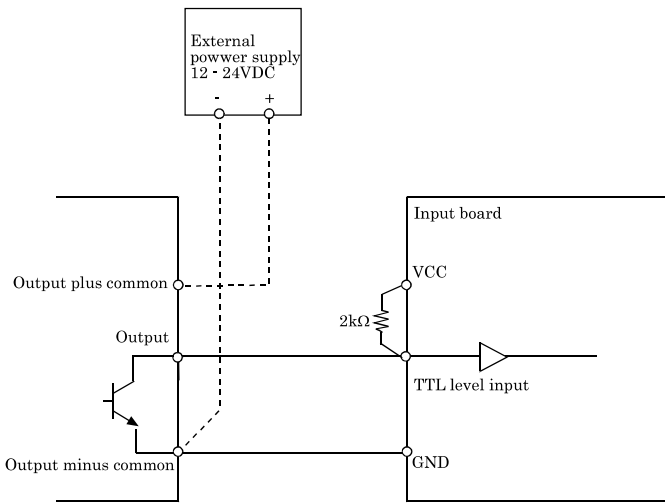 External
powwer supply
12 - 24VDC
- +
Input board
Output plus common
VCC
2kΩ
Output
TTL level input
Output minus common
GND